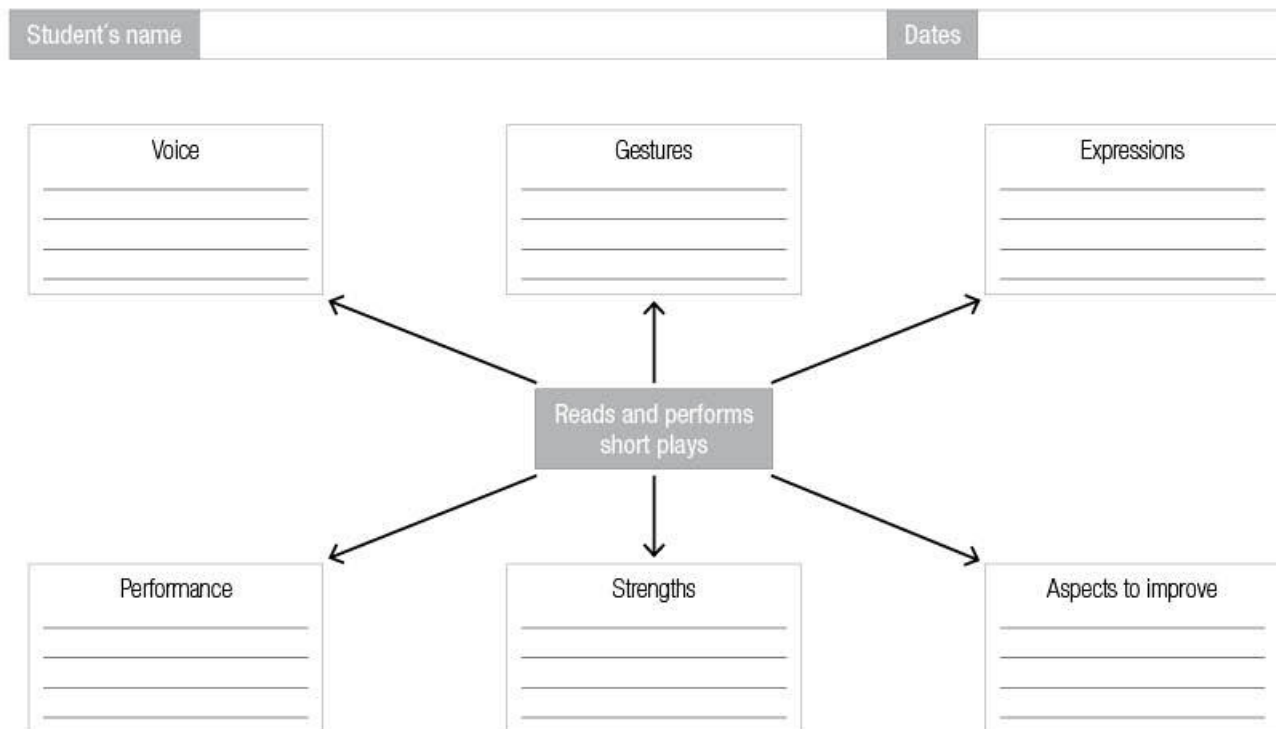 Student´s name
Dates
Voice
Gestures
Expressions
Reads and performs
short plays
Performance
Strengths
Aspects to improve